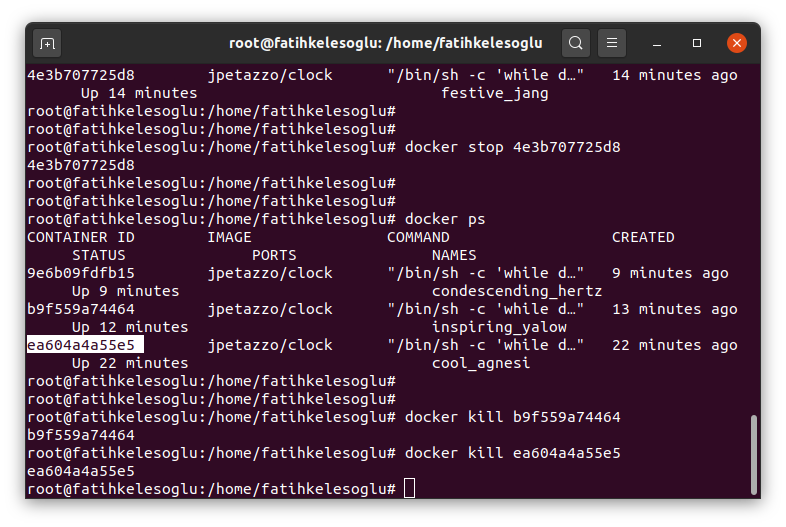 root@fatihkelesoglu: /home/fatihkelesoglu
4e3b707725d8        jpetazzo/clock      "/bin/sh -c 'while d…"   14 minutes ago
         Up 14 minutes                           festive_jang
root@fatihkelesoglu:/home/fatihkelesoglu#
root@fatihkelesoglu:/home/fatihkelesoglu#
root@fatihkelesoglu:/home/fatihkelesoglu# docker stop 4e3b707725d8
4e3b707725d8
root@fatihkelesoglu:/home/fatihkelesoglu#
root@fatihkelesoglu:/home/fatihkelesoglu#
root@fatihkelesoglu:/home/fatihkelesoglu# docker ps
CONTAINER ID        IMAGE               COMMAND                  CREATED
     STATUS              PORTS               NAMES
9e6b09fdfb15        jpetazzo/clock      "/bin/sh -c 'while d…"   9 minutes ago
     Up 9 minutes                            condescending_hertz
b9f559a74464        jpetazzo/clock      "/bin/sh -c 'while d…"   13 minutes ago
     Up 12 minutes                           inspiring_yalow
ea604a4a55e5        jpetazzo/clock      "/bin/sh -c 'while d…"   22 minutes ago
     Up 22 minutes                           cool_agnesi
root@fatihkelesoglu:/home/fatihkelesoglu#
root@fatihkelesoglu:/home/fatihkelesoglu#
root@fatihkelesoglu:/home/fatihkelesoglu# docker kill b9f559a74464
b9f559a74464
root@fatihkelesoglu:/home/fatihkelesoglu# docker kill ea604a4a55e5
ea604a4a55e5
root@fatihkelesoglu:/home/fatihkelesoglu#